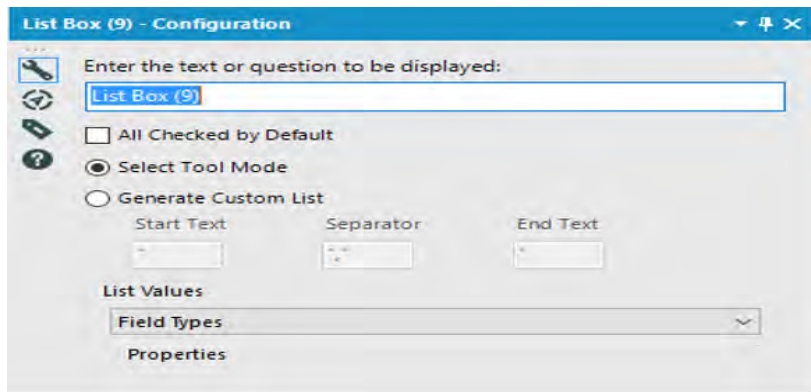 List Box (9) - Configuration
Enter the text or question to be displayed:
List Box (9)
All Checked by Default
Select Tool Mode
Generate Custom List
Start Text Separator End Text
" "," "
List Values
Field Types
Properties